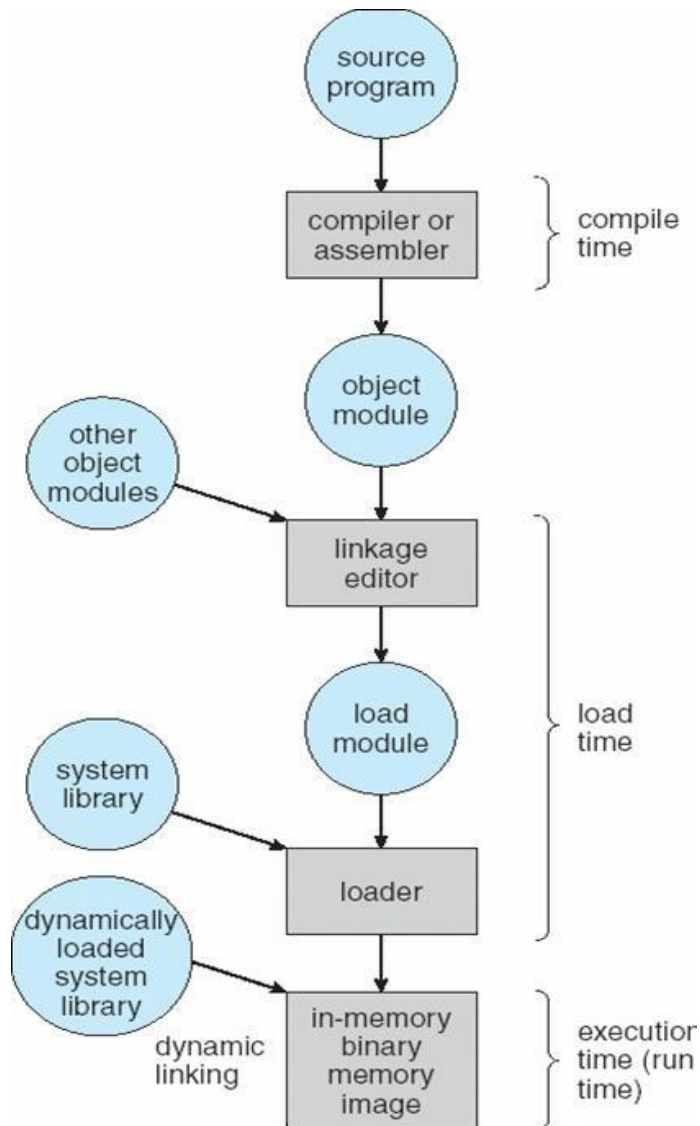 source
program
compiler or
assembler
compile
time
object
module
other
object
modules
linkage
editor
load
module
load
time
system
library
loader
dynamically
loaded
system
library
dynamic
linking
in-memory
binary
memory
image
execution
time (run
time)